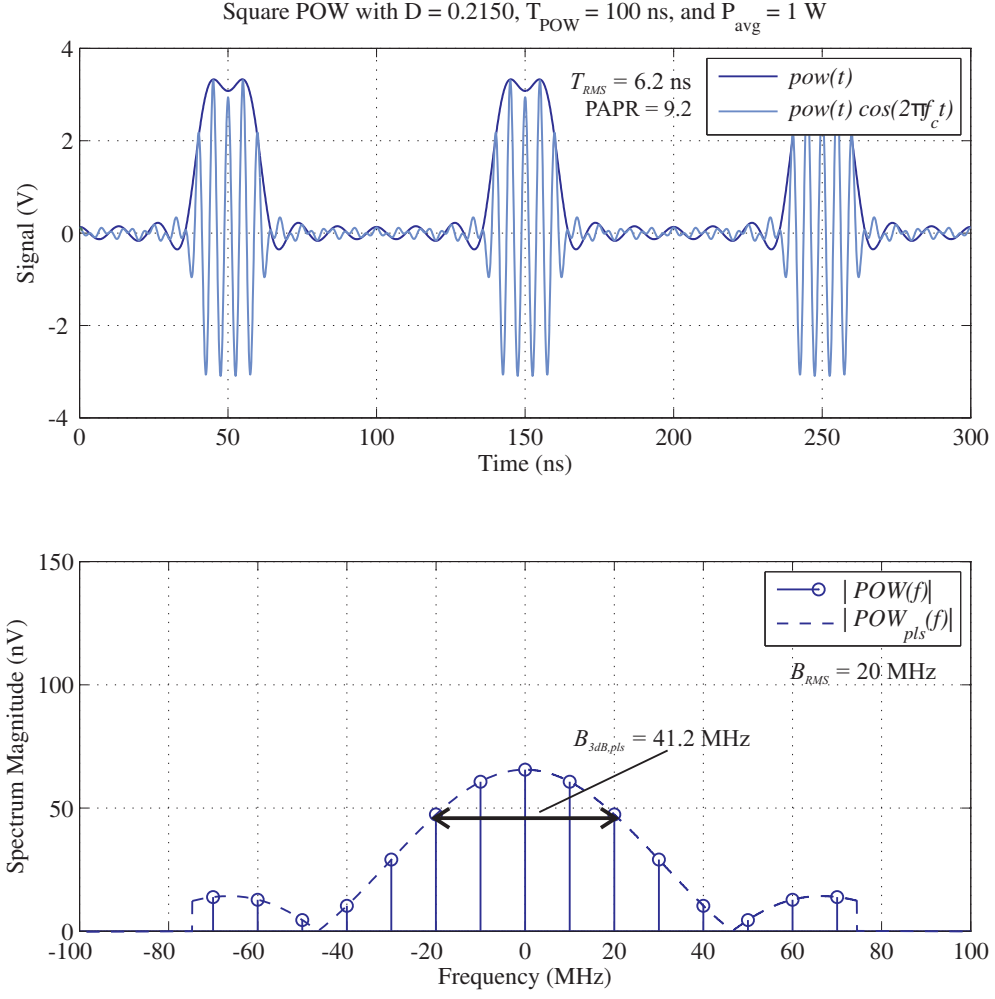 Square POW with D = 0.2150, T_POW = 100 ns, and P_avg = 1 W
4
2
0
-2
-4
Signal (V)
T_RMS = 6.2 ns
PAPR = 9.2
pow(t)
pow(t) cos(2πf_c t)
0
50
100
150
200
250
300
Time (ns)
150
100
50
0
Spectrum Magnitude (nV)
|POW(f)|
|POW_pls(f)|
B_RMS = 20 MHz
B_3dB,pls = 41.2 MHz
-100
-80
-60
-40
-20
0
20
40
60
80
100
Frequency (MHz)